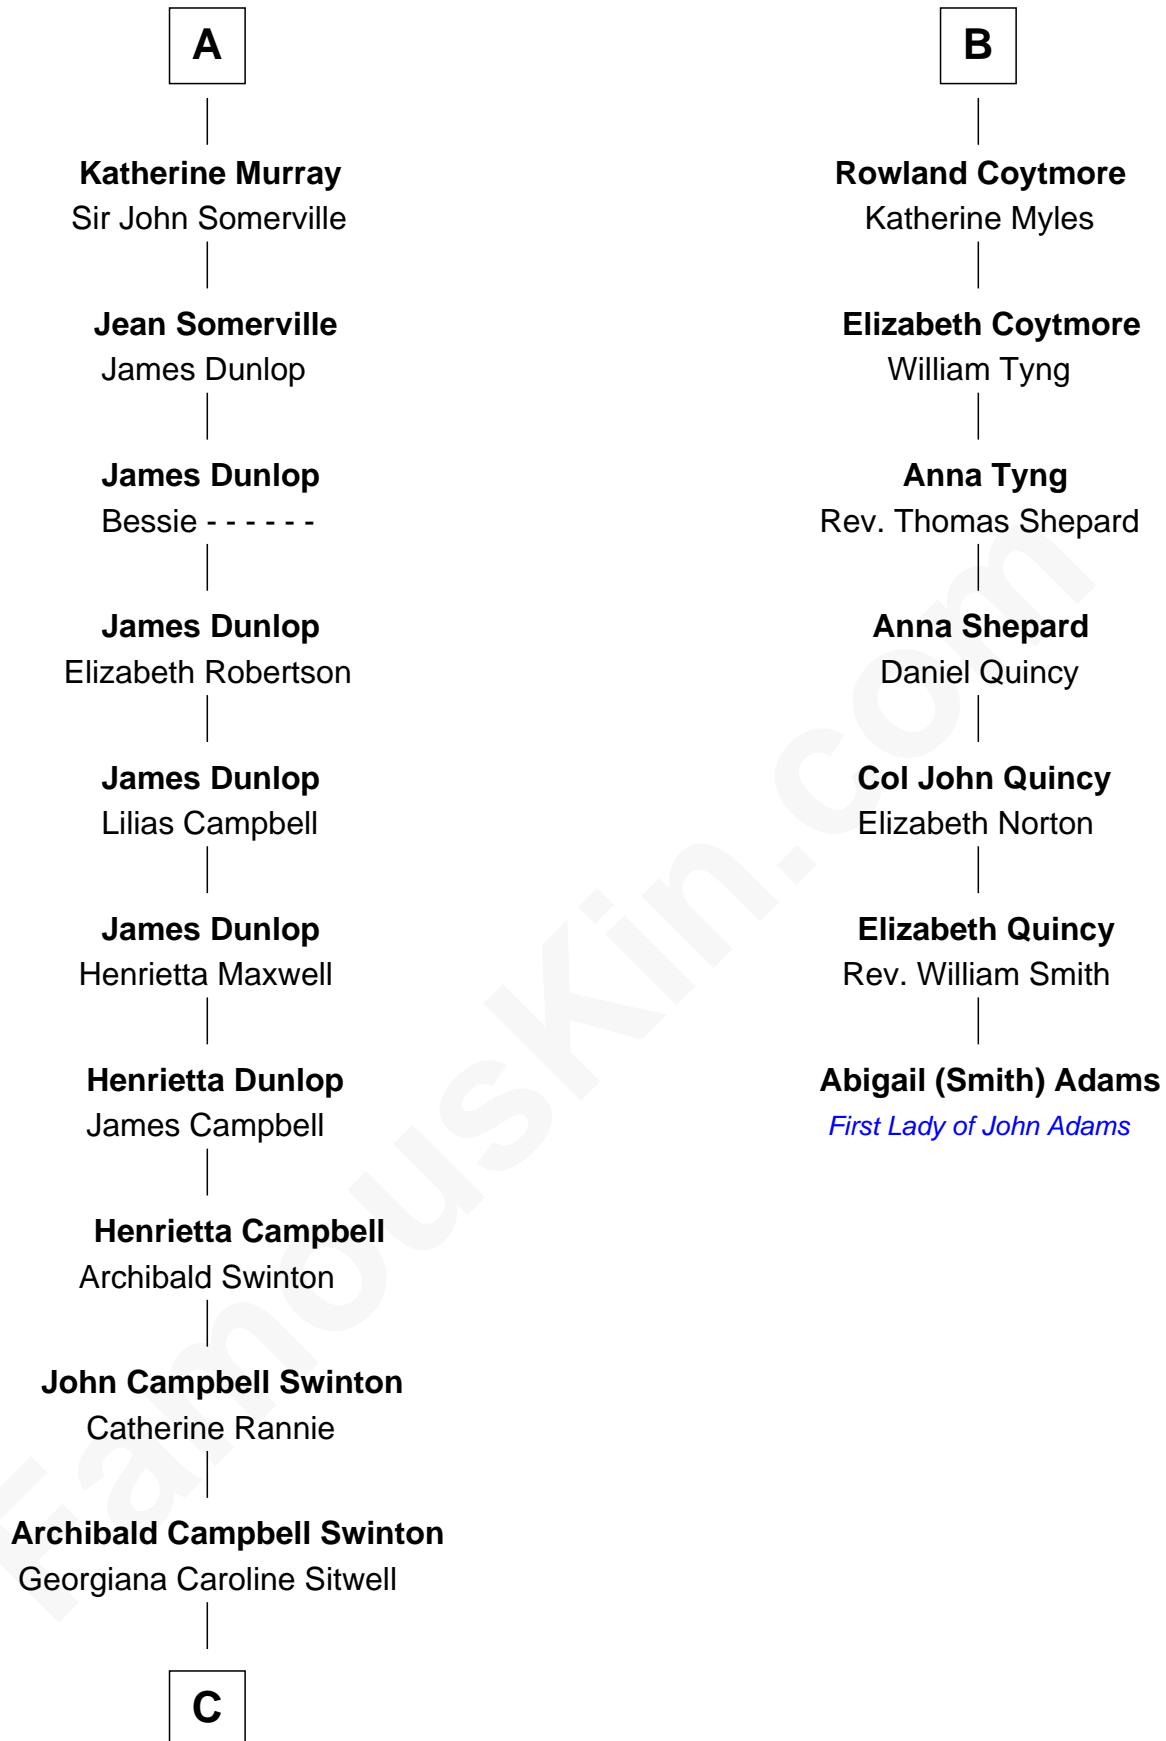 A
Katherine Murray
Sir John Somerville
Jean Somerville
James Dunlop
James Dunlop
Bessie - - - - - -
James Dunlop
Elizabeth Robertson
James Dunlop
Lilias Campbell
James Dunlop
Henrietta Maxwell
Henrietta Dunlop
James Campbell
Henrietta Campbell
Archibald Swinton
John Campbell Swinton
Catherine Rannie
Archibald Campbell Swinton
Georgiana Caroline Sitwell
C
B
Rowland Coytmore
Katherine Myles
Elizabeth Coytmore
William Tyng
Anna Tyng
Rev. Thomas Shepard
Anna Shepard
Daniel Quincy
Col John Quincy
Elizabeth Norton
Elizabeth Quincy
Rev. William Smith
Abigail (Smith) Adams
First Lady of John Adams
FamousKin.com